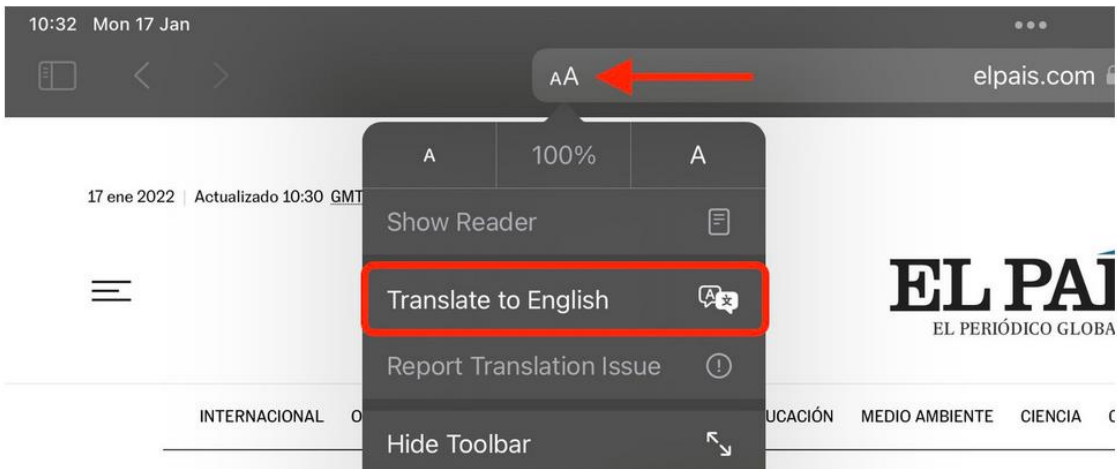 10:32 Mon 17 Jan
AA
elpais.com
A 100% A
17 ene 2022 | Actualizado 10:30 GMT
Show Reader
Translate to English
EL PAÍ
EL PERIÓDICO GLOBA
Report Translation Issue
INTERNACIONAL O UCACIÓN MEDIO AMBIENTE CIENCIA
Hide Toolbar